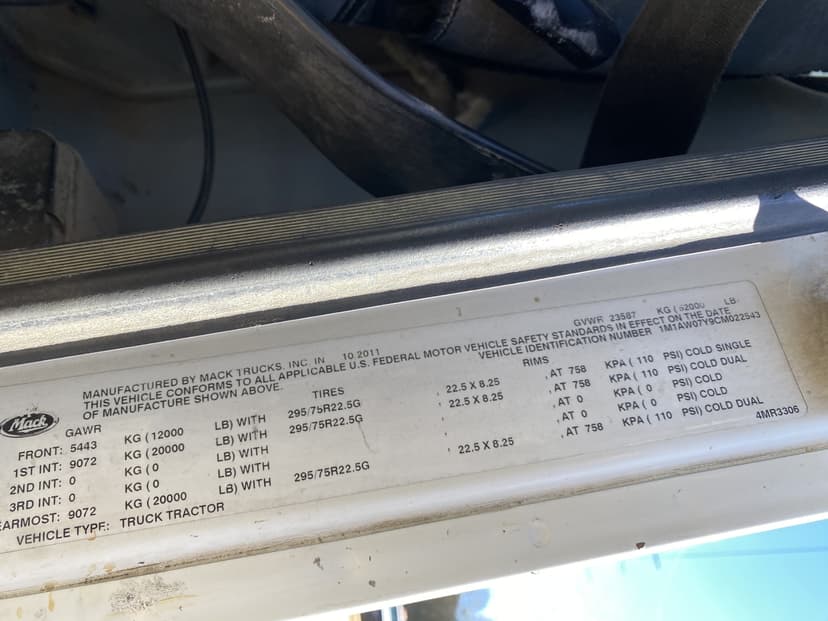 GVWR 23587 KG (52000 LB)
MANUFACTURED BY MACK TRUCKS, INC. IN 10.2011
THIS VEHICLE CONFORMS TO ALL APPLICABLE U.S. FEDERAL MOTOR VEHICLE SAFETY STANDARDS IN EFFECT ON THE DATE
OF MANUFACTURE SHOWN ABOVE. VEHICLE IDENTIFICATION NUMBER 1M1AW07Y9CM022543
Mack
GAWR TIRES RIMS
FRONT: 5443 KG (12000 LB) WITH 295/75R22.5G , 22.5 X 8.25 , AT 758 KPA ( 110 PSI) COLD SINGLE
1ST INT: 9072 KG (20000 LB) WITH 295/75R22.5G , 22.5 X 8.25 , AT 758 KPA ( 110 PSI) COLD DUAL
2ND INT: 0 KG (0 LB) WITH , , AT 0 KPA ( 0 PSI) COLD
3RD INT: 0 KG (0 LB) WITH , , AT 0 KPA ( 0 PSI) COLD
EARMOST: 9072 KG (20000 LB) WITH 295/75R22.5G , 22.5 X 8.25 , AT 758 KPA ( 110 PSI) COLD DUAL
VEHICLE TYPE: TRUCK TRACTOR 4MR3306